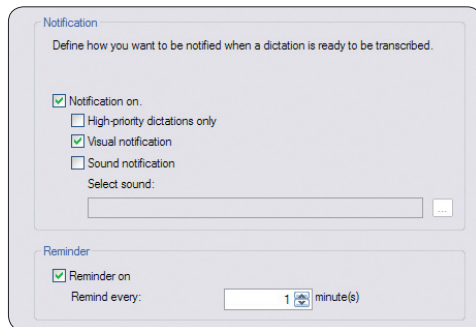 Notification
Define how you want to be notified when a dictation is ready to be transcribed.
Notification on.
High-priority dictations only
Visual notification
Sound notification
Select sound:
...
Reminder
Reminder on
Remind every: 1 minute(s)